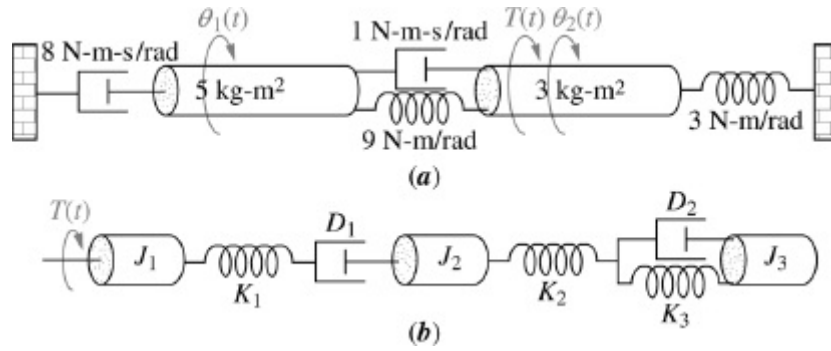 θ₁(t) T(t) θ₂(t)
8 N-m-s/rad 1 N-m-s/rad
5 kg-m² 3 kg-m²
9 N-m/rad 3 N-m/rad
(a)
T(t) D₁ D₂
J₁ J₂ J₃
K₁ K₂ K₃
(b)